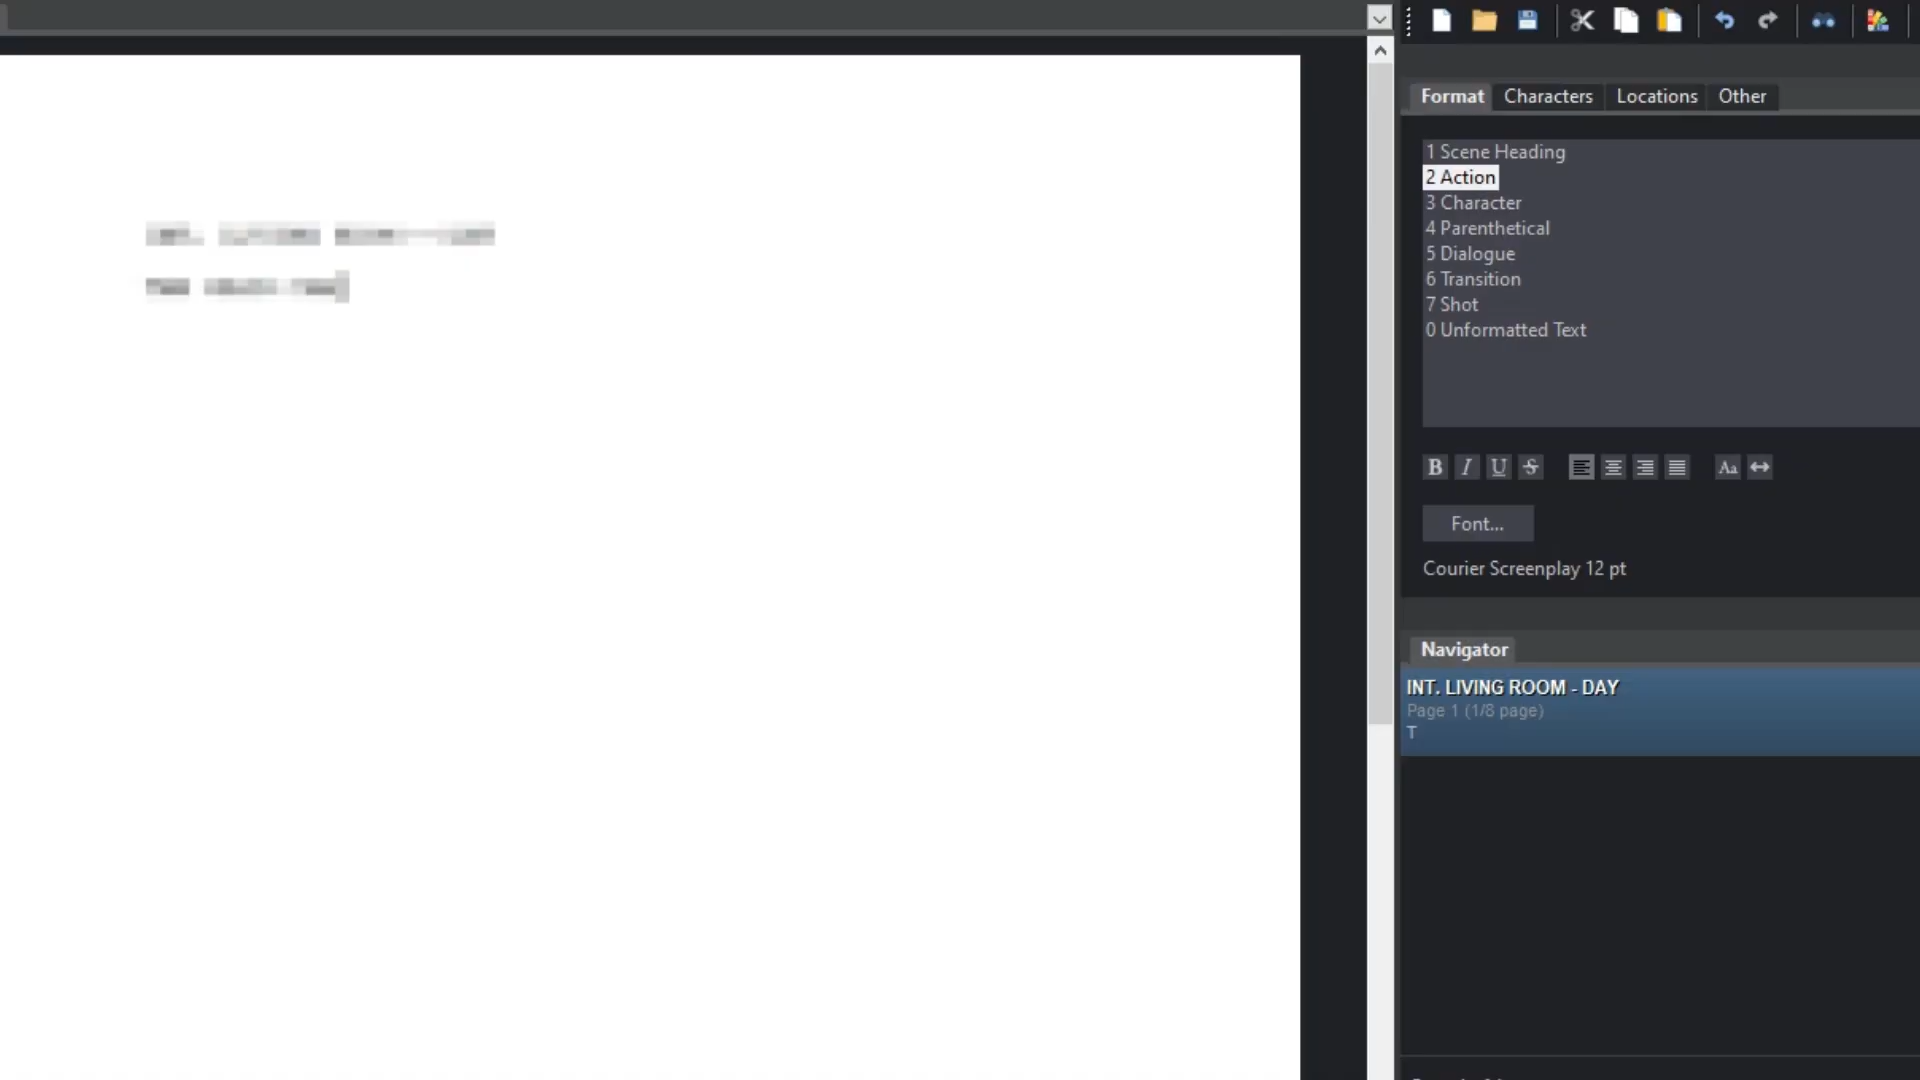 Format Characters Locations Other
1 Scene Heading
2 Action
3 Character
4 Parenthetical
5 Dialogue
6 Transition
7 Shot
0 Unformatted Text
B I U S Aa
Font...
Courier Screenplay 12 pt
Navigator
INT. LIVING ROOM - DAY
Page 1 (1/8 page)
T